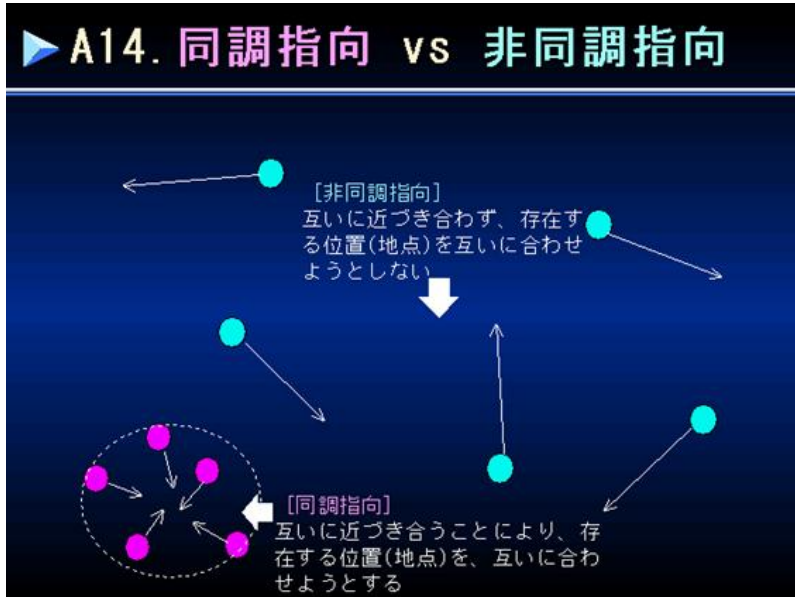 A14.同調指向 vs 非同調指向
[非同調指向]
互いに近づき合わず、存在す
る位置(地点)を互いに合わせ
ようとしない
[同調指向]
互いに近づき合うことにより、存
在する位置(地点)を、互いに合わ
せようとする